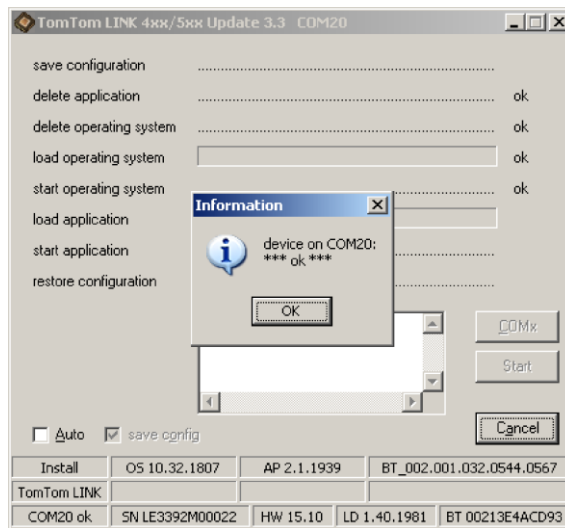 TomTom LINK 4xx/5xx Update 3.3 COM20
save configuration ..........
delete application .......... ok
delete operating system .......... ok
load operating system ok
start operating system .......... ok
load application
start application ..........
restore configuration ..........
Information
device on COM20:
*** ok ***
OK
COMx
Start
Cancel
Auto save config
Install OS 10.32.1807 AP 2.1.1939 BT_002.001.032.0544.0567
TomTom LINK
COM20 ok SN LE3392M00022 HW 15.10 LD 1.40.1981 BT 00213E4ACD93